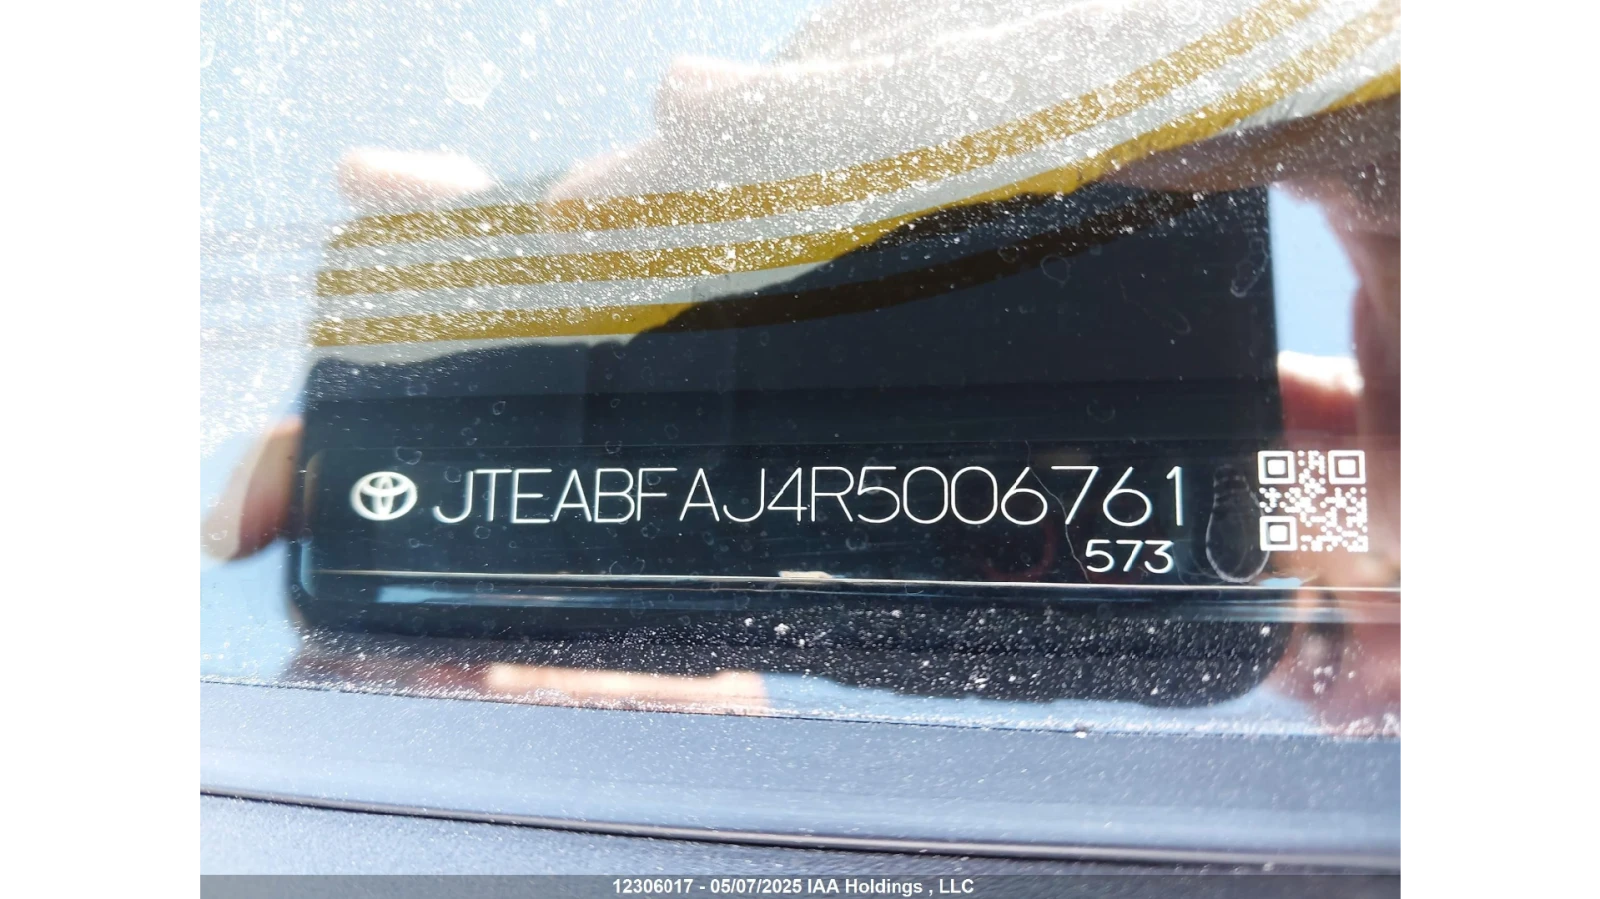 JTEABFAJ4R5006761
573
12306017 - 05/07/2025 IAA Holdings , LLC